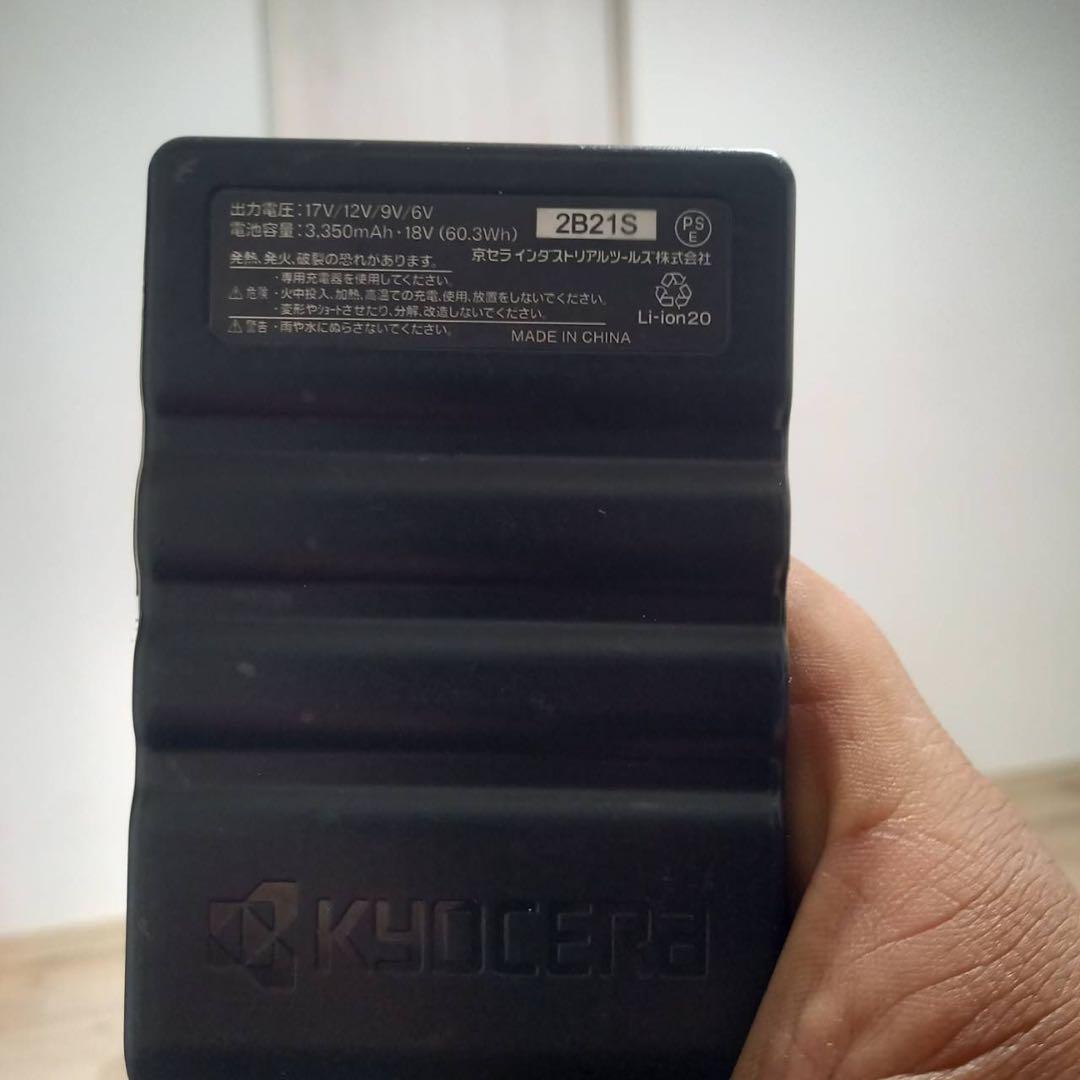 出力電圧:17V/12V/9V/6V
電池容量:3,350mAh・18V (60.3Wh)
2B21S
PS
E
発熱、発火、破裂の恐れがあります。
京セラインダストリアルツールズ株式会社
・専用充電器を使用してください。
危険・火中投入、加熱、高温での充電、使用、放置をしないでください。
・変形やショートさせたり、分解、改造しないでください。
警告・雨や水にぬらさないでください。
Li-ion20
MADE IN CHINA
KYOCERA